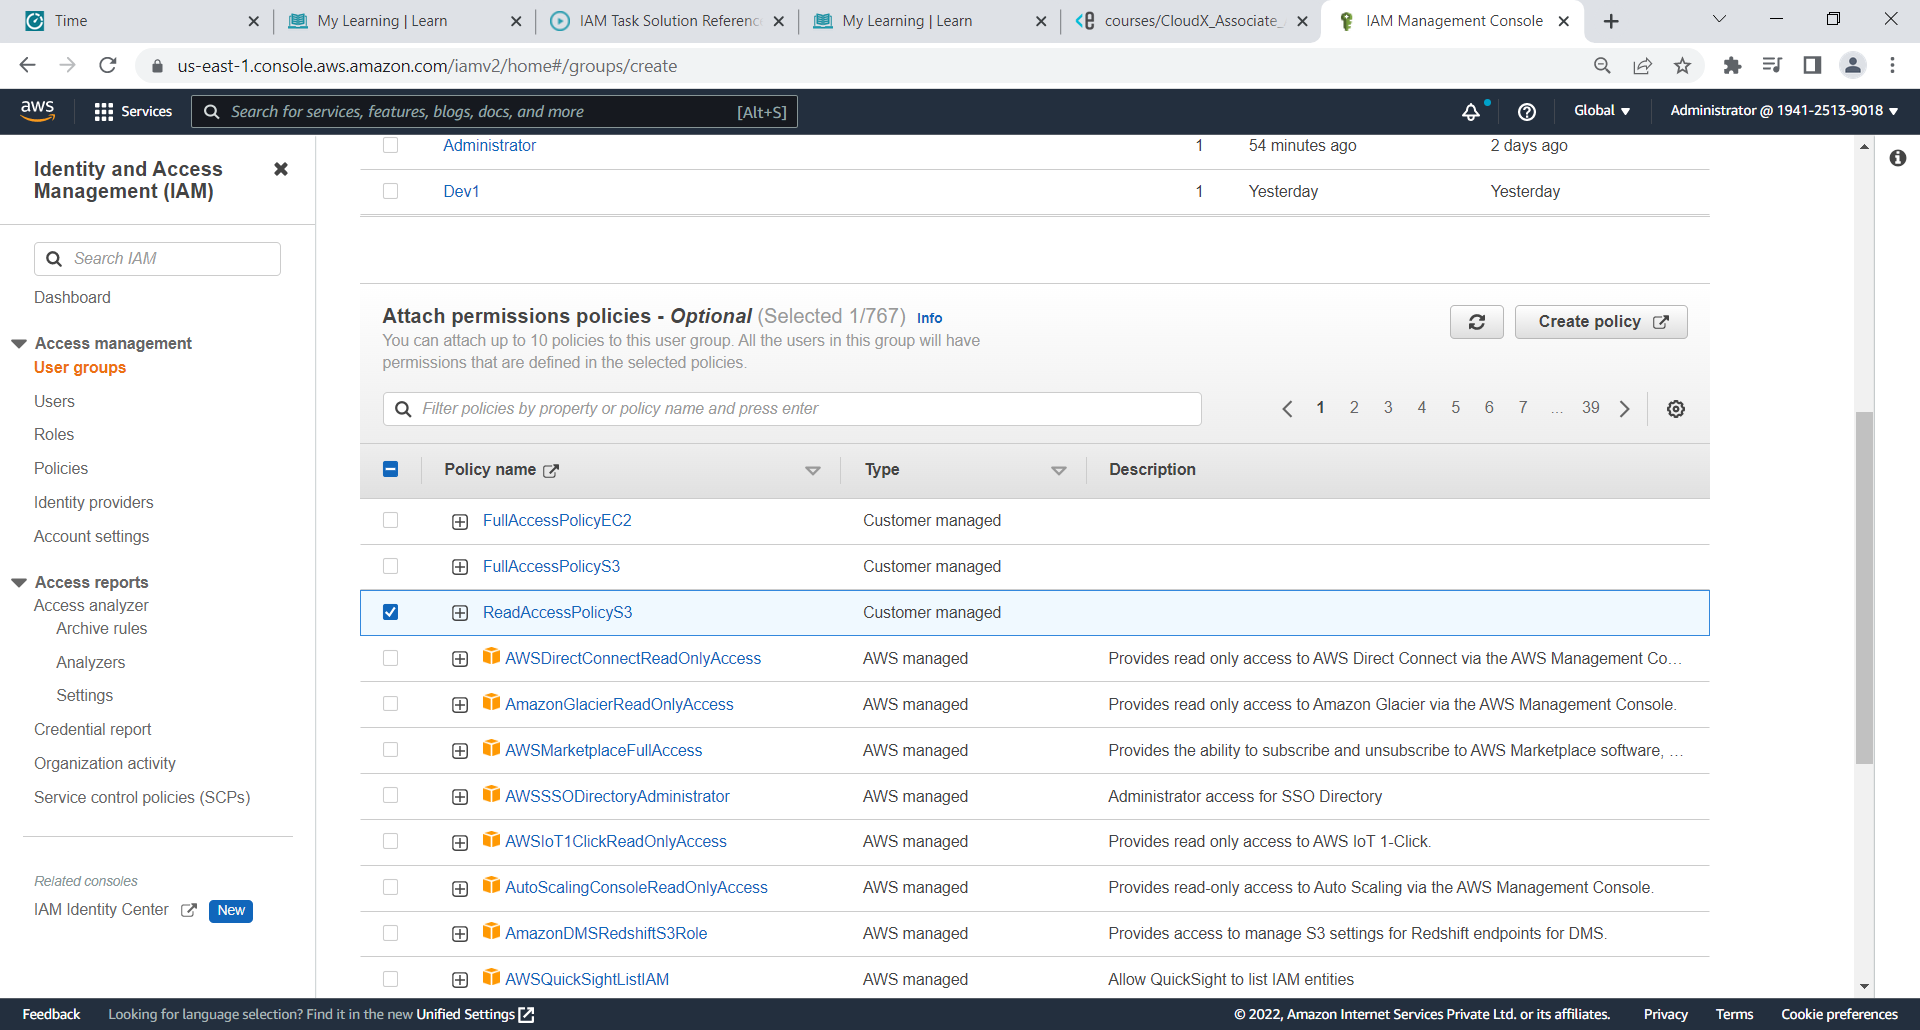 Time
My Learning | Learn
IAM Task Solution Referenc
My Learning | Learn
courses/CloudX_Associate_
IAM Management Console
us-east-1.console.aws.amazon.com/iamv2/home#/groups/create
aws
Services
Search for services, features, blogs, docs, and more
[Alt+S]
Global
Administrator @ 1941-2513-9018
Identity and Access
Management (IAM)
Search IAM
Dashboard
Access management
User groups
Users
Roles
Policies
Identity providers
Account settings
Access reports
Access analyzer
Archive rules
Analyzers
Settings
Credential report
Organization activity
Service control policies (SCPs)
Related consoles
IAM Identity Center New
Administrator 1 54 minutes ago 2 days ago
Dev1 1 Yesterday Yesterday
Attach permissions policies - Optional (Selected 1/767) Info
You can attach up to 10 policies to this user group. All the users in this group will have
permissions that are defined in the selected policies.
Create policy
Filter policies by property or policy name and press enter
1 2 3 4 5 6 7 ... 39
Policy name Type Description
FullAccessPolicyEC2 Customer managed
FullAccessPolicyS3 Customer managed
ReadAccessPolicyS3 Customer managed
AWSDirectConnectReadOnlyAccess AWS managed Provides read only access to AWS Direct Connect via the AWS Management Co...
AmazonGlacierReadOnlyAccess AWS managed Provides read only access to Amazon Glacier via the AWS Management Console.
AWSMarketplaceFullAccess AWS managed Provides the ability to subscribe and unsubscribe to AWS Marketplace software, ...
AWSSSODirectoryAdministrator AWS managed Administrator access for SSO Directory
AWSIoT1ClickReadOnlyAccess AWS managed Provides read only access to AWS IoT 1-Click.
AutoScalingConsoleReadOnlyAccess AWS managed Provides read-only access to Auto Scaling via the AWS Management Console.
AmazonDMSRedshiftS3Role AWS managed Provides access to manage S3 settings for Redshift endpoints for DMS.
AWSQuickSightListIAM AWS managed Allow QuickSight to list IAM entities
Feedback Looking for language selection? Find it in the new Unified Settings © 2022, Amazon Internet Services Private Ltd. or its affiliates. Privacy Terms Cookie preferences